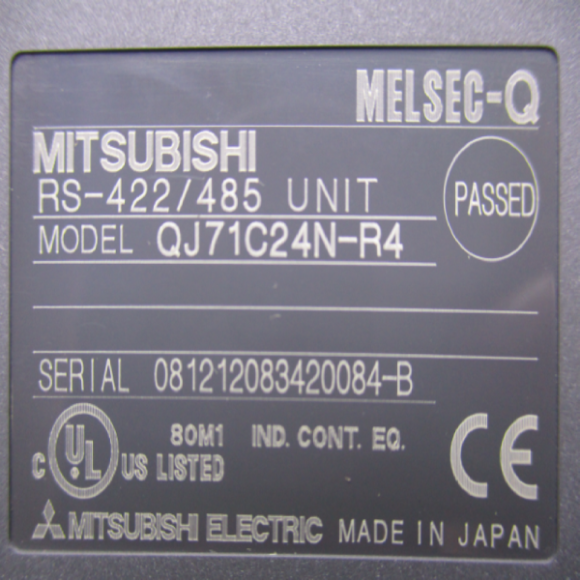 MELSEC-Q
MITSUBISHI
RS-422/485 UNIT
PASSED
MODEL QJ71C24N-R4
SERIAL 081212083420084-B
C UL US LISTED
80M1 IND. CONT. EQ.
CE
MITSUBISHI ELECTRIC MADE IN JAPAN